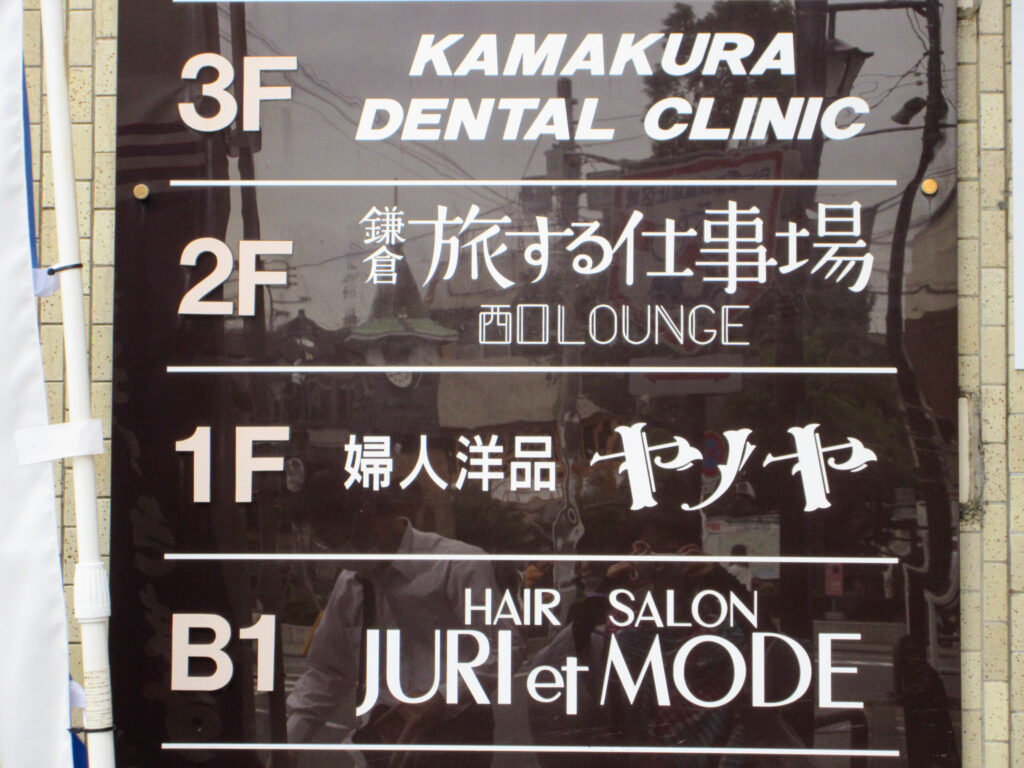 3F KAMAKURA
DENTAL CLINIC
2F 鎌倉 旅する仕事場
西口LOUNGE
1F 婦人洋品 ヤノヤ
B1 HAIR SALON
JURI et MODE